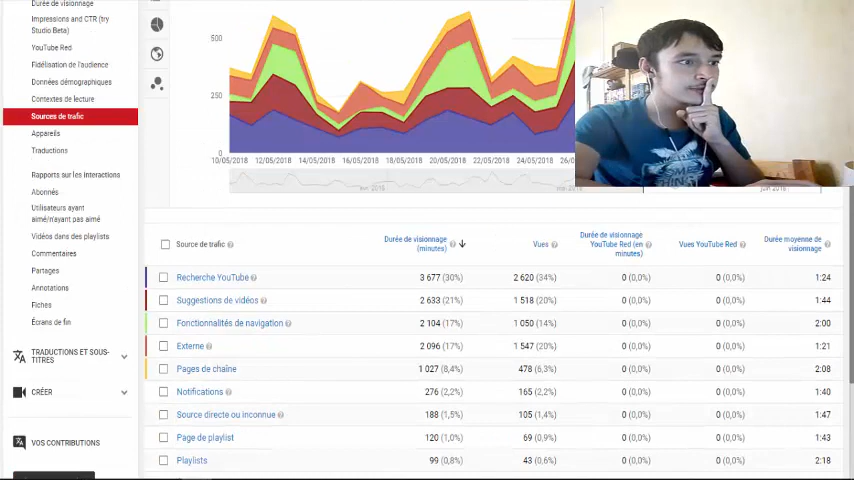 Durée de visionnage
Impressions and CTR (try
Studio Beta)
YouTube Red
Fidélisation de l'audience
Données démographiques
Contextes de lecture
Sources de trafic
Appareils
Traductions
Rapports sur les interactions
Abonnés
Utilisateurs ayant
aimé/n'ayant pas aimé
Vidéos dans des playlists
Commentaires
Partages
Annotations
Fiches
Écrans de fin
TRADUCTIONS ET SOUS-
TITRES
CRÉER
VOS CONTRIBUTIONS
500
250
0
10/05/2018 12/05/2018 14/05/2018 16/05/2018 18/05/2018 20/05/2018 22/05/2018 24/05/2018 26/0
juin 2018
Source de trafic Durée de visionnage (minutes) Vues Durée de visionnage YouTube Red (en minutes) Vues YouTube Red Durée moyenne de visionnage
Recherche YouTube 3 677 (30%) 2 620 (34%) 0 (0,0%) 0 (0,0%) 1:24
Suggestions de vidéos 2 633 (21%) 1 518 (20%) 0 (0,0%) 0 (0,0%) 1:44
Fonctionnalités de navigation 2 104 (17%) 1 050 (14%) 0 (0,0%) 0 (0,0%) 2:00
Externe 2 096 (17%) 1 547 (20%) 0 (0,0%) 0 (0,0%) 1:21
Pages de chaîne 1 027 (8,4%) 478 (6,3%) 0 (0,0%) 0 (0,0%) 2:08
Notifications 276 (2,2%) 165 (2,2%) 0 (0,0%) 0 (0,0%) 1:40
Source directe ou inconnue 188 (1,5%) 105 (1,4%) 0 (0,0%) 0 (0,0%) 1:47
Page de playlist 120 (1,0%) 69 (0,9%) 0 (0,0%) 0 (0,0%) 1:43
Playlists 99 (0,8%) 43 (0,6%) 0 (0,0%) 0 (0,0%) 2:18